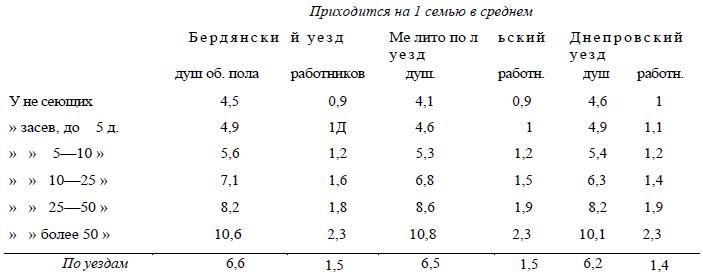 Приходится на 1 семью в среднем
Бердянски й уезд Ме лито по л ьский Днепровский
уезд уезд
душ об. пола работников душ. работн. душ работн.
У не сеющих 4,5 0,9 4,1 0,9 4,6 1
» засев, до 5 д. 4,9 1Д 4,6 1 4,9 1,1
» » 5—10 » 5,6 1,2 5,3 1,2 5,4 1,2
» » 10—25 » 7,1 1,6 6,8 1,5 6,3 1,4
» » 25—50 » 8,2 1,8 8,6 1,9 8,2 1,9
» » более 50 » 10,6 2,3 10,8 2,3 10,1 2,3
По уездам 6,6 1,5 6,5 1,5 6,2 1,4